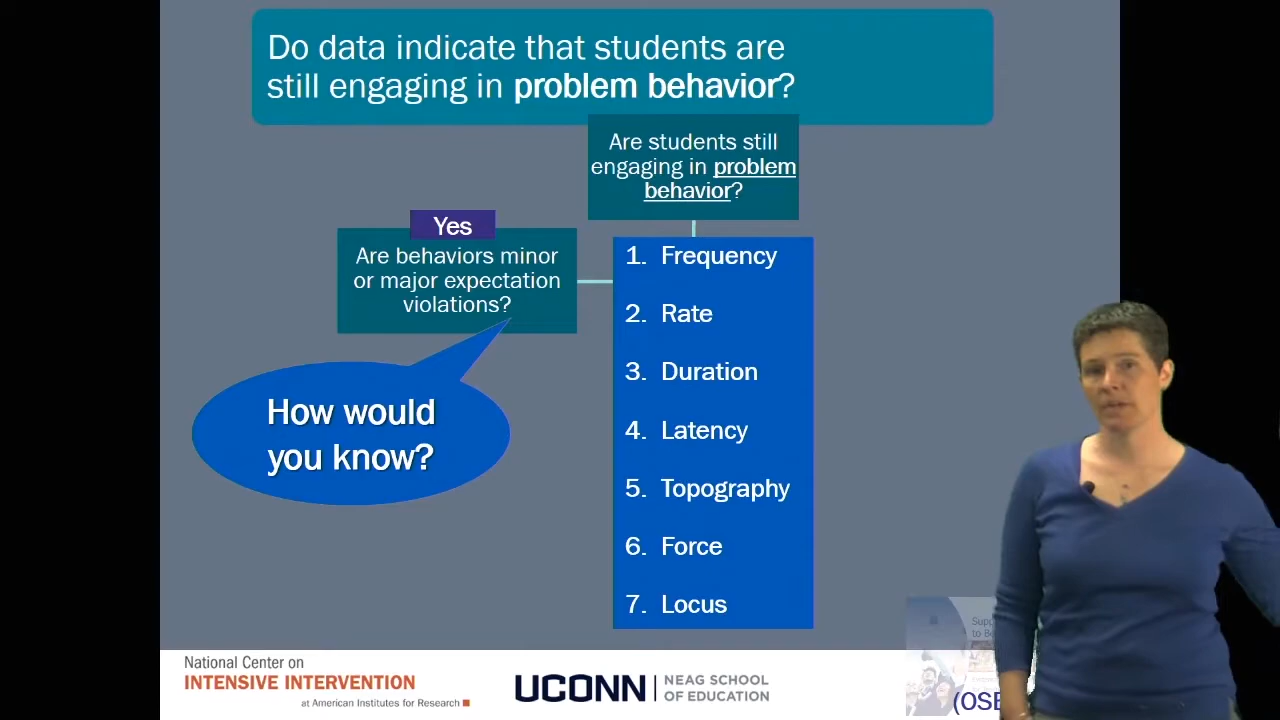 Do data indicate that students are
still engaging in problem behavior?
Are students still
engaging in problem
behavior?
Yes
Are behaviors minor
or major expectation
violations?
How would
you know?
1. Frequency
2. Rate
3. Duration
4. Latency
5. Topography
6. Force
7. Locus
National Center on
INTENSIVE INTERVENTION
at American Institutes for Research
UCONN
NEAG SCHOOL
OF EDUCATION